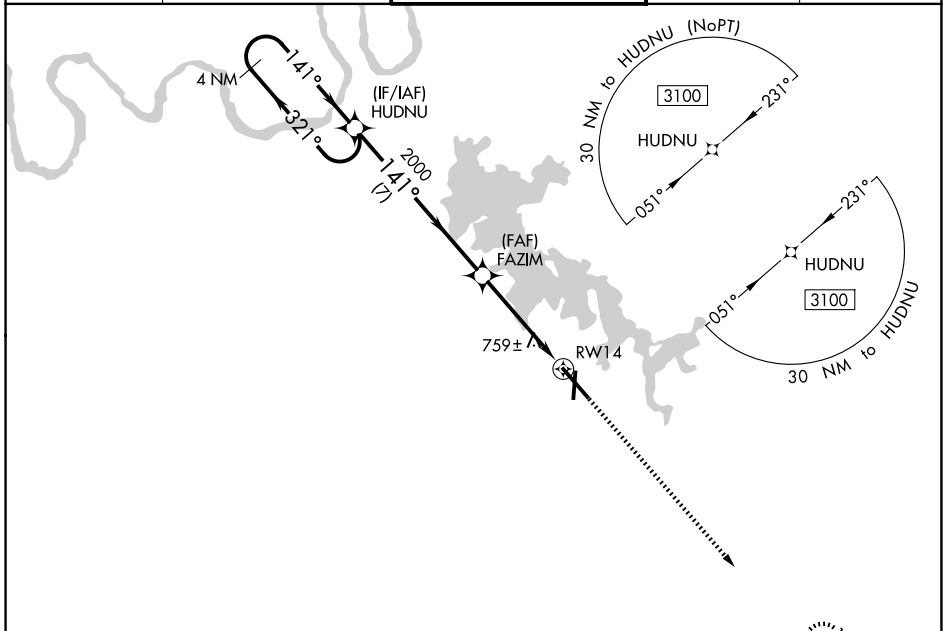 30 NM to HUDNU (NoPT)
3100
231°
HUDNU
051°
4 NM
141°
321°
(IF/IAF)
HUDNU
2000
141°
(7)
(FAF)
FAZIM
759±
RW14
231°
HUDNU
3100
051°
30 NM to HUDNU